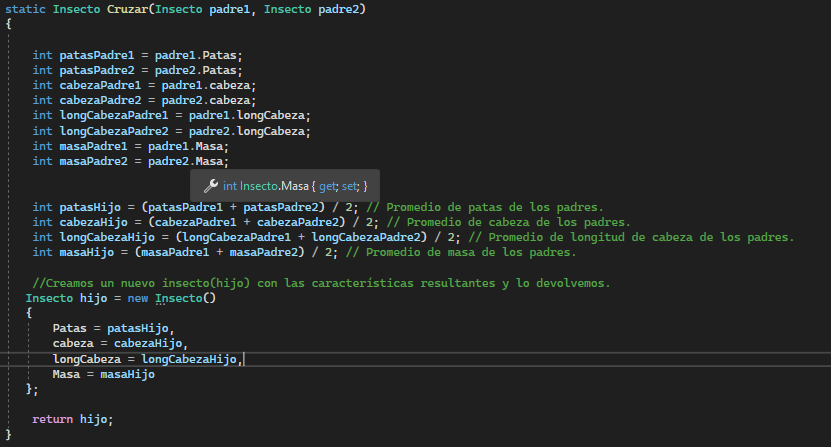 static Insecto Cruzar(Insecto padre1, Insecto padre2)
{
int patasPadre1 = padre1.Patas;
int patasPadre2 = padre2.Patas;
int cabezaPadre1 = padre1.cabeza;
int cabezaPadre2 = padre2.cabeza;
int longCabezaPadre1 = padre1.longCabeza;
int longCabezaPadre2 = padre2.longCabeza;
int masaPadre1 = padre1.Masa;
int masaPadre2 = padre2.Masa;
int Insecto.Masa { get; set; }
int patasHijo = (patasPadre1 + patasPadre2) / 2; // Promedio de patas de los padres.
int cabezaHijo = (cabezaPadre1 + cabezaPadre2) / 2; // Promedio de cabeza de los padres.
int longCabezaHijo = (longCabezaPadre1 + longCabezaPadre2) / 2; // Promedio de longitud de cabeza de los padres.
int masaHijo = (masaPadre1 + masaPadre2) / 2; // Promedio de masa de los padres.
//Creamos un nuevo insecto(hijo) con las caracteristicas resultantes y lo devolvemos.
Insecto hijo = new Insecto()
{
Patas = patasHijo,
cabeza = cabezaHijo,
longCabeza = longCabezaHijo,
Masa = masaHijo
};
return hijo;
}